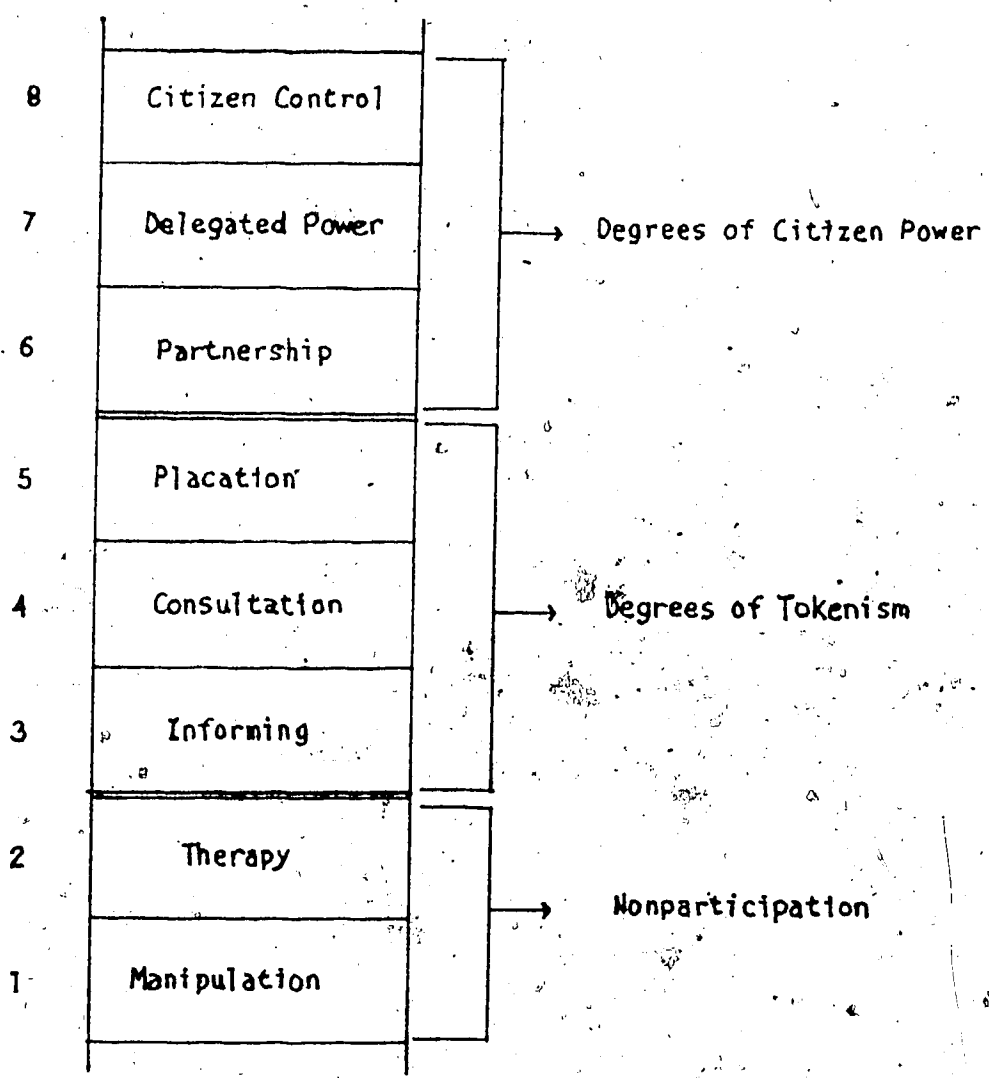 8 Citizen Control
7 Delegated Power
Degrees of Citizen Power
6 Partnership
5 Placation
4 Consultation
Degrees of Tokenism
3 Informing
2 Therapy
Nonparticipation
1 Manipulation